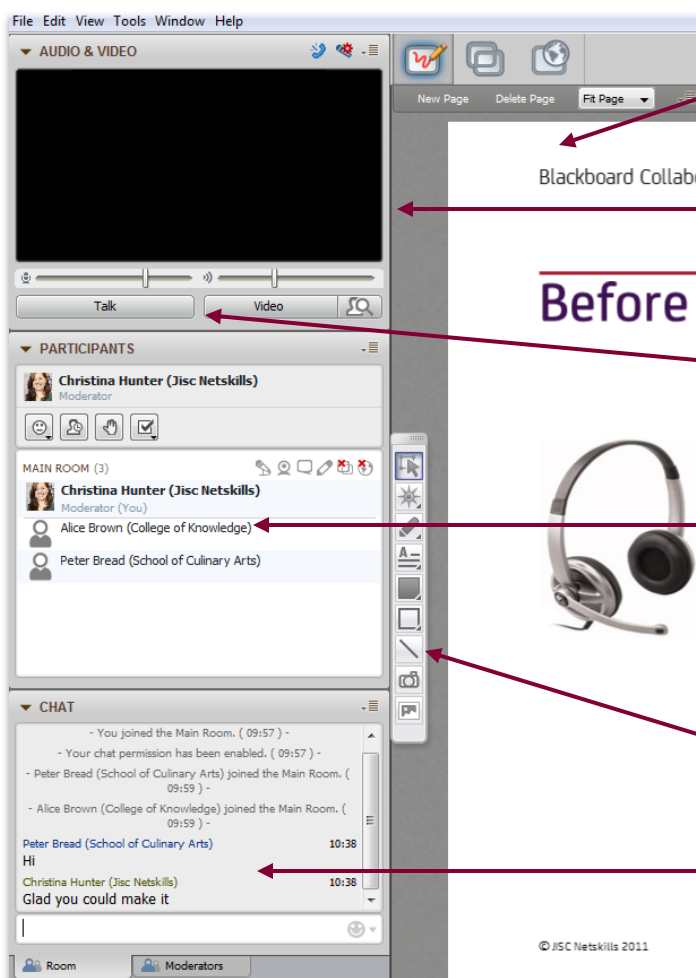 File Edit View Tools Window Help
AUDIO & VIDEO
Talk
Video
PARTICIPANTS
Christina Hunter (Jisc Netskills)
Moderator
MAIN ROOM (3)
Christina Hunter (Jisc Netskills)
Moderator (You)
Alice Brown (College of Knowledge)
Peter Bread (School of Culinary Arts)
CHAT
- You joined the Main Room. ( 09:57 ) -
- Your chat permission has been enabled. ( 09:57 ) -
- Peter Bread (School of Culinary Arts) joined the Main Room. (
09:59 ) -
- Alice Brown (College of Knowledge) joined the Main Room. (
09:59 ) -
Peter Bread (School of Culinary Arts) 10:38
Hi
Christina Hunter (Jisc Netskills) 10:38
Glad you could make it
Room
Moderators
New Page
Delete Page
Fit Page
Blackboard Collab
Before
© JISC Netskills 2011